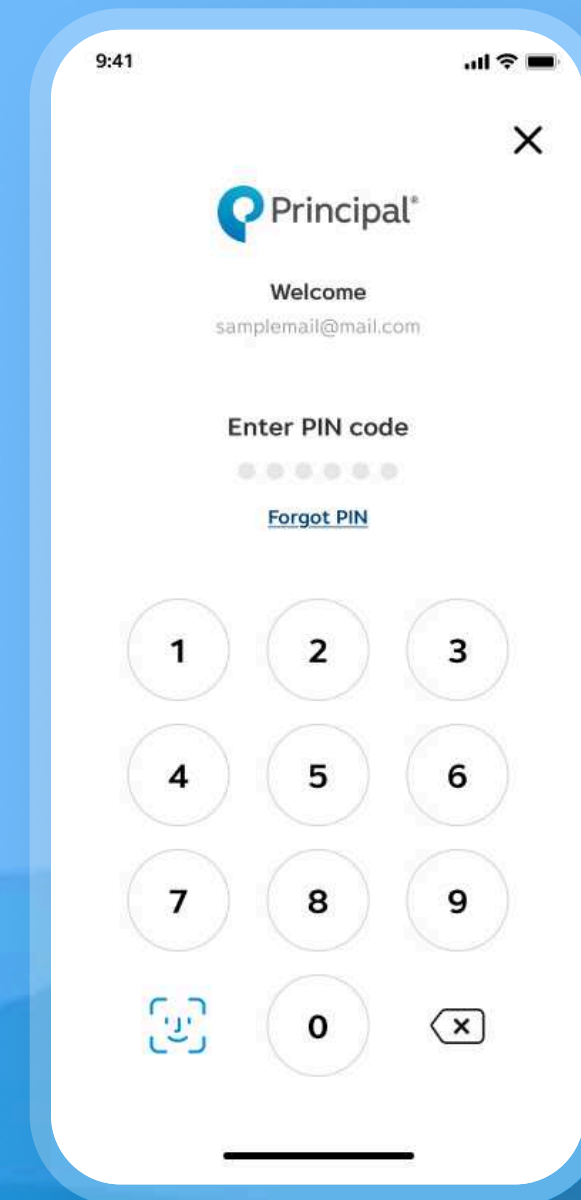 9:41
Principal®
Welcome
samplemail@mail.com
Enter PIN code
Forgot PIN
1 2 3
4 5 6
7 8 9
0